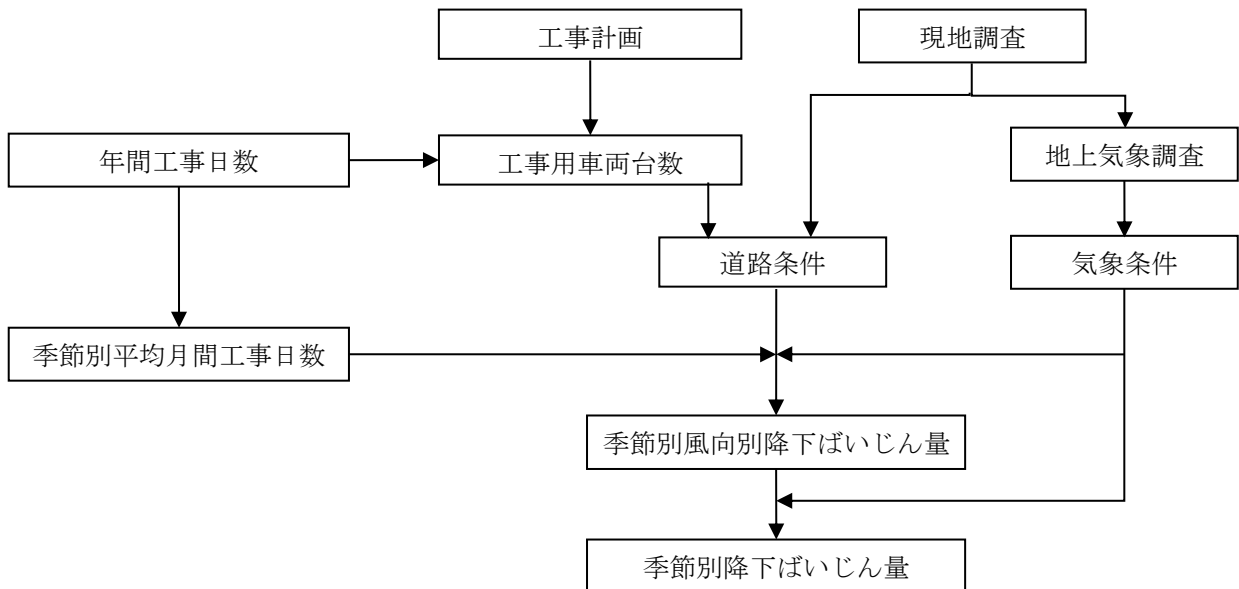 工事計画
現地調査
年間工事日数
工事用車両台数
地上気象調査
道路条件
気象条件
季節別平均月間工事日数
季節別風向別降下ばいじん量
季節別降下ばいじん量